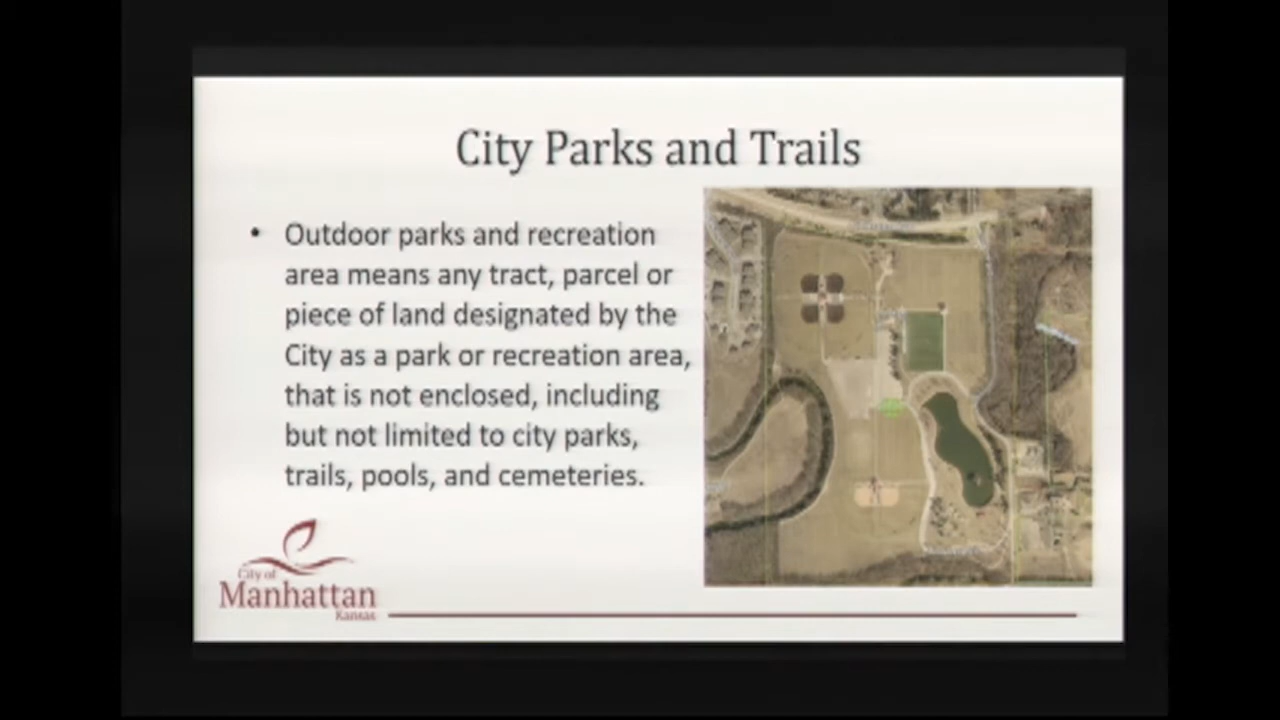 City Parks and Trails
• Outdoor parks and recreation
area means any tract, parcel or
piece of land designated by the
City as a park or recreation area,
that is not enclosed, including
but not limited to city parks,
trails, pools, and cemeteries.
City of
Manhattan
Kansas